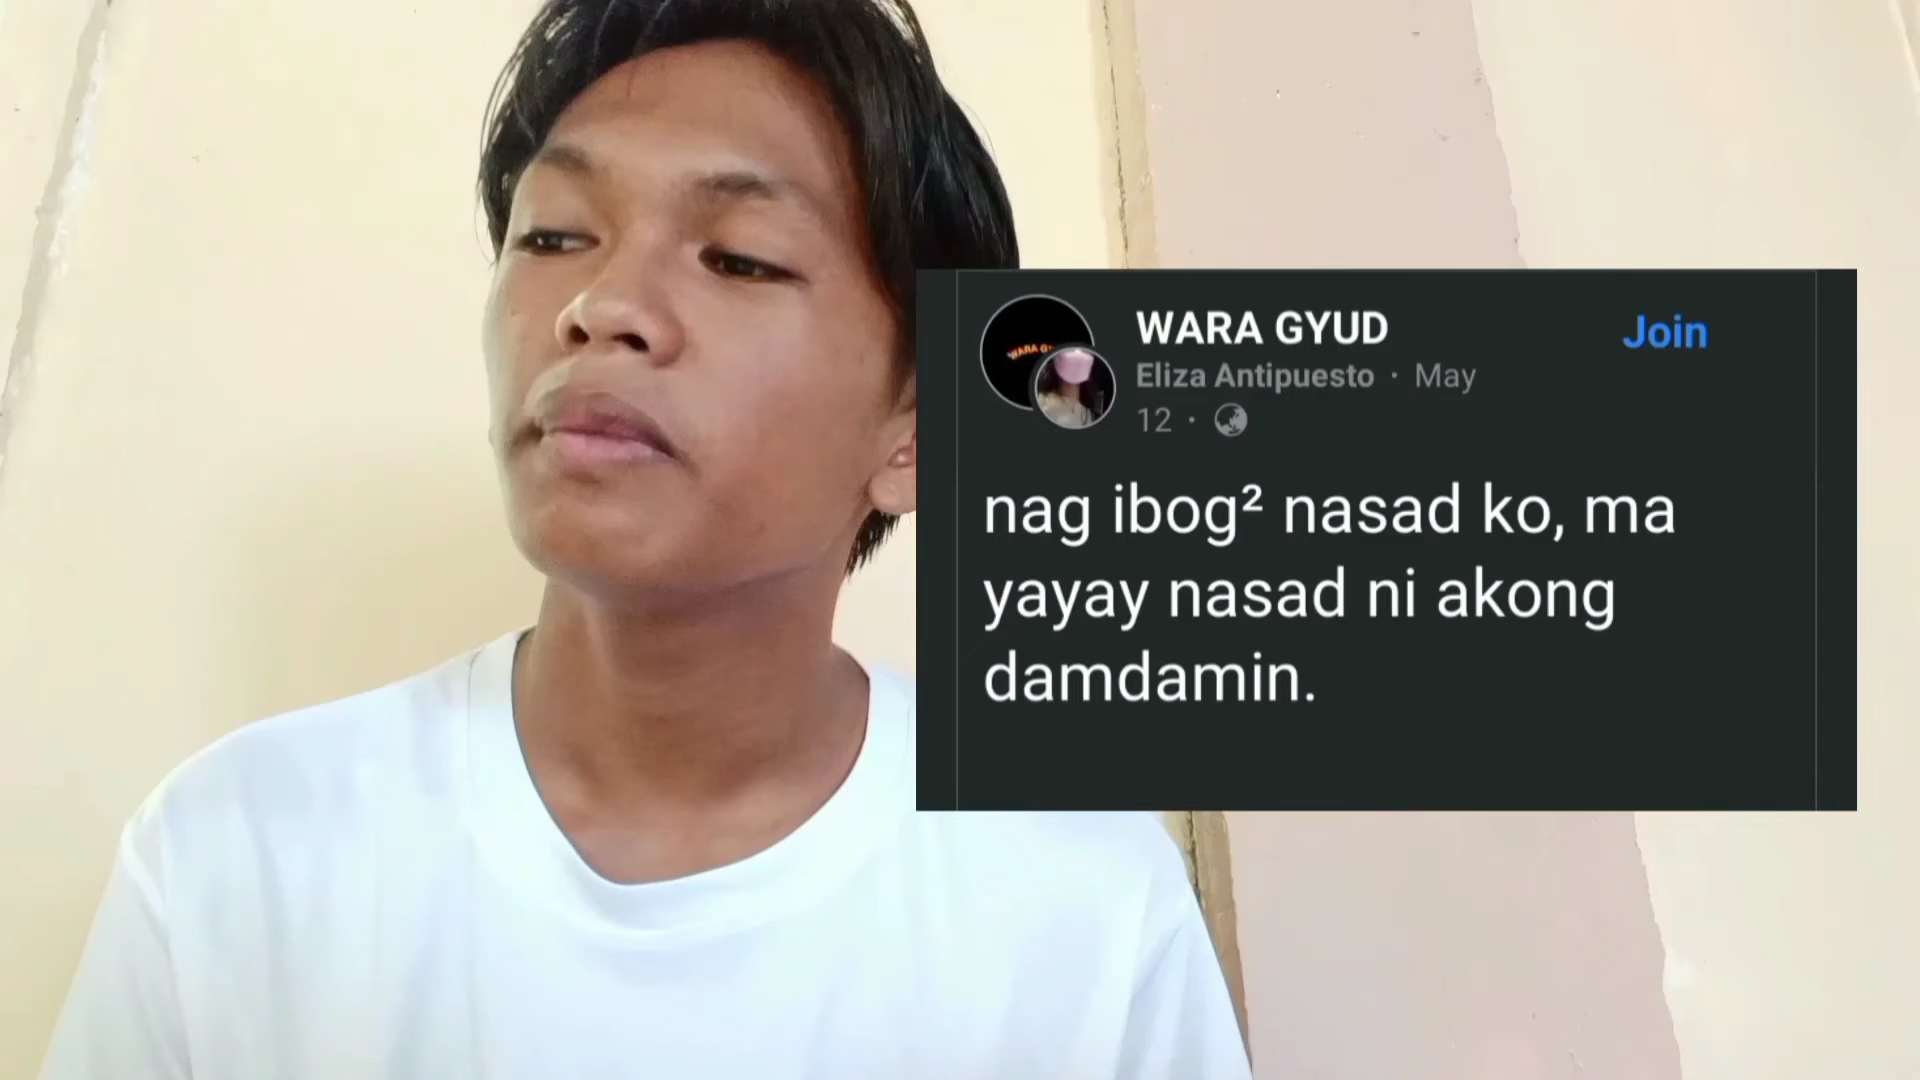 WARA GYUD
Join
Eliza Antipuesto · May
12 ·
nag ibog² nasad ko, ma
yayay nasad ni akong
damdamin.